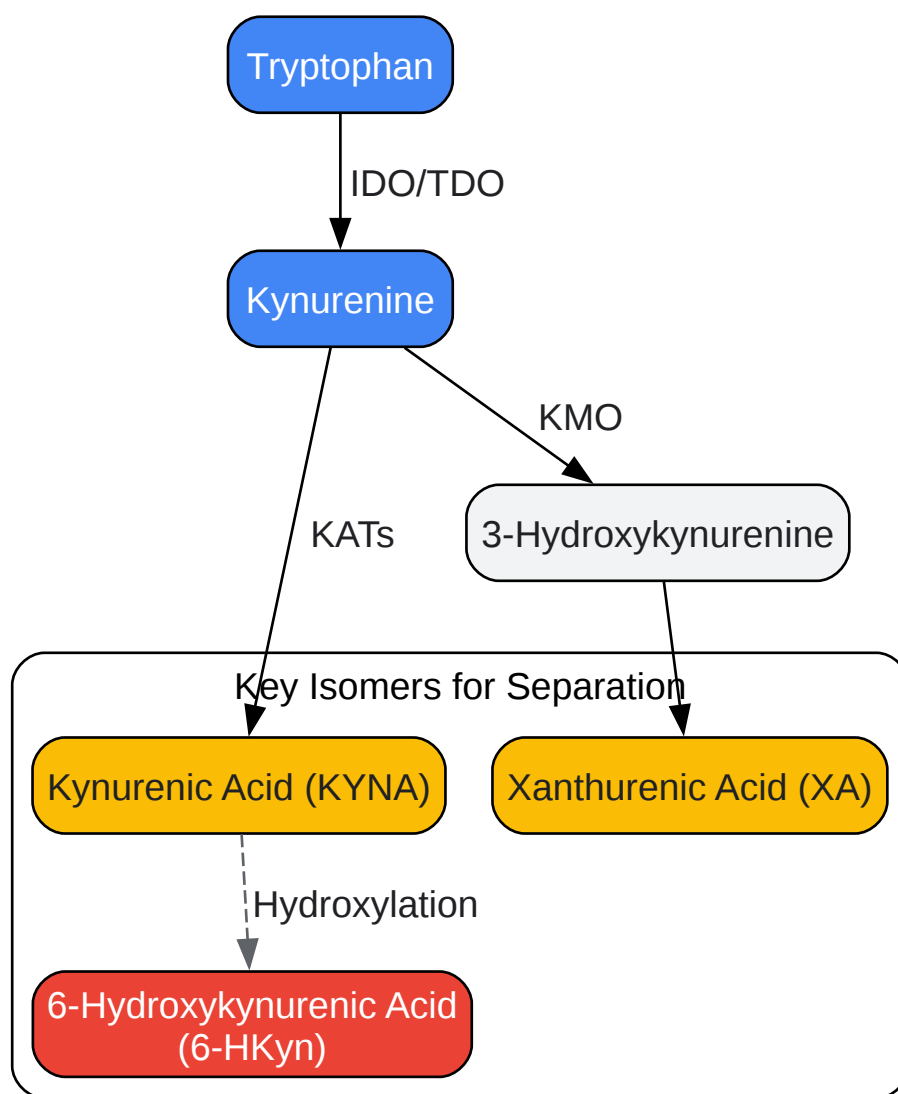 Tryptophan
IDO/TDO
Kynurenine
KMO
KATs
3-Hydroxykynurenine
Key Isomers for Separation
Kynurenic Acid (KYNA)
Xanthurenic Acid (XA)
Hydroxylation
6-Hydroxykynurenic Acid
(6-HKyn)